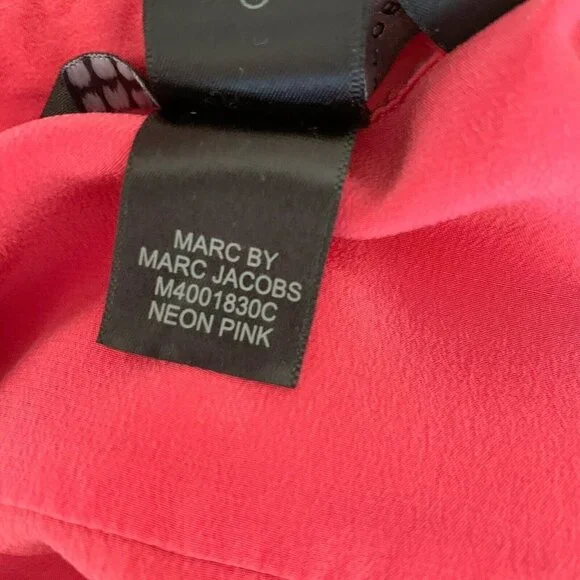 MARC BY
MARC JACOBS
M4001830C
NEON PINK